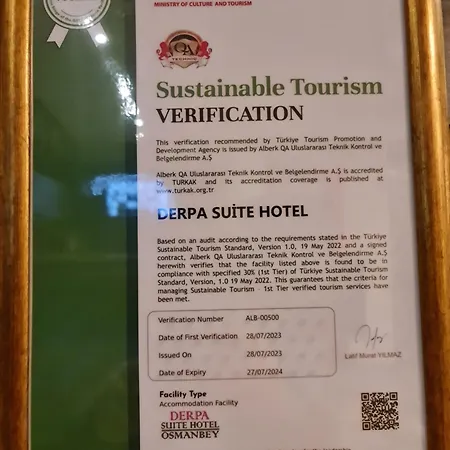 MINISTRY OF CULTURE AND TOURISM
QA
TECHNIC
Sustainable Tourism
VERIFICATION
This verification recommended by Türkiye Tourism Promotion and
Development Agency is issued by Alberk QA Uluslararası Teknik Kontrol ve
Belgelendirme A.Ş
Alberk QA Uluslararası Teknik Kontrol ve Belgelendirme A.Ş is accredited
by TURKAK and its accreditation coverage is published at
www.turkak.org.tr
DERPA SUİTE HOTEL
Based on an audit according to the requirements stated in the Türkiye
Sustainable Tourism Standard, Version 1.0, 19 May 2022 and a signed
contract, Alberk QA Uluslararası Teknik Kontrol ve Belgelendirme A.Ş
herewith verifies that the facility listed above is found to be in
compliance with specified 30% (1st Tier) of Türkiye Sustainable Tourism
Standard, Version, 1.0 19 May 2022. This guarantees that the criteria for
managing Sustainable Tourism - 1st Tier verified tourism services have
been met.
Verification Number ALB-00500
Date of First Verification 28/07/2023
Issued On 28/07/2023
Date of Expiry 27/07/2024
Latif Murat YILMAZ
Facility Type
Accommodation Facility
DERPA
SUITE HOTEL
OSMANBEY